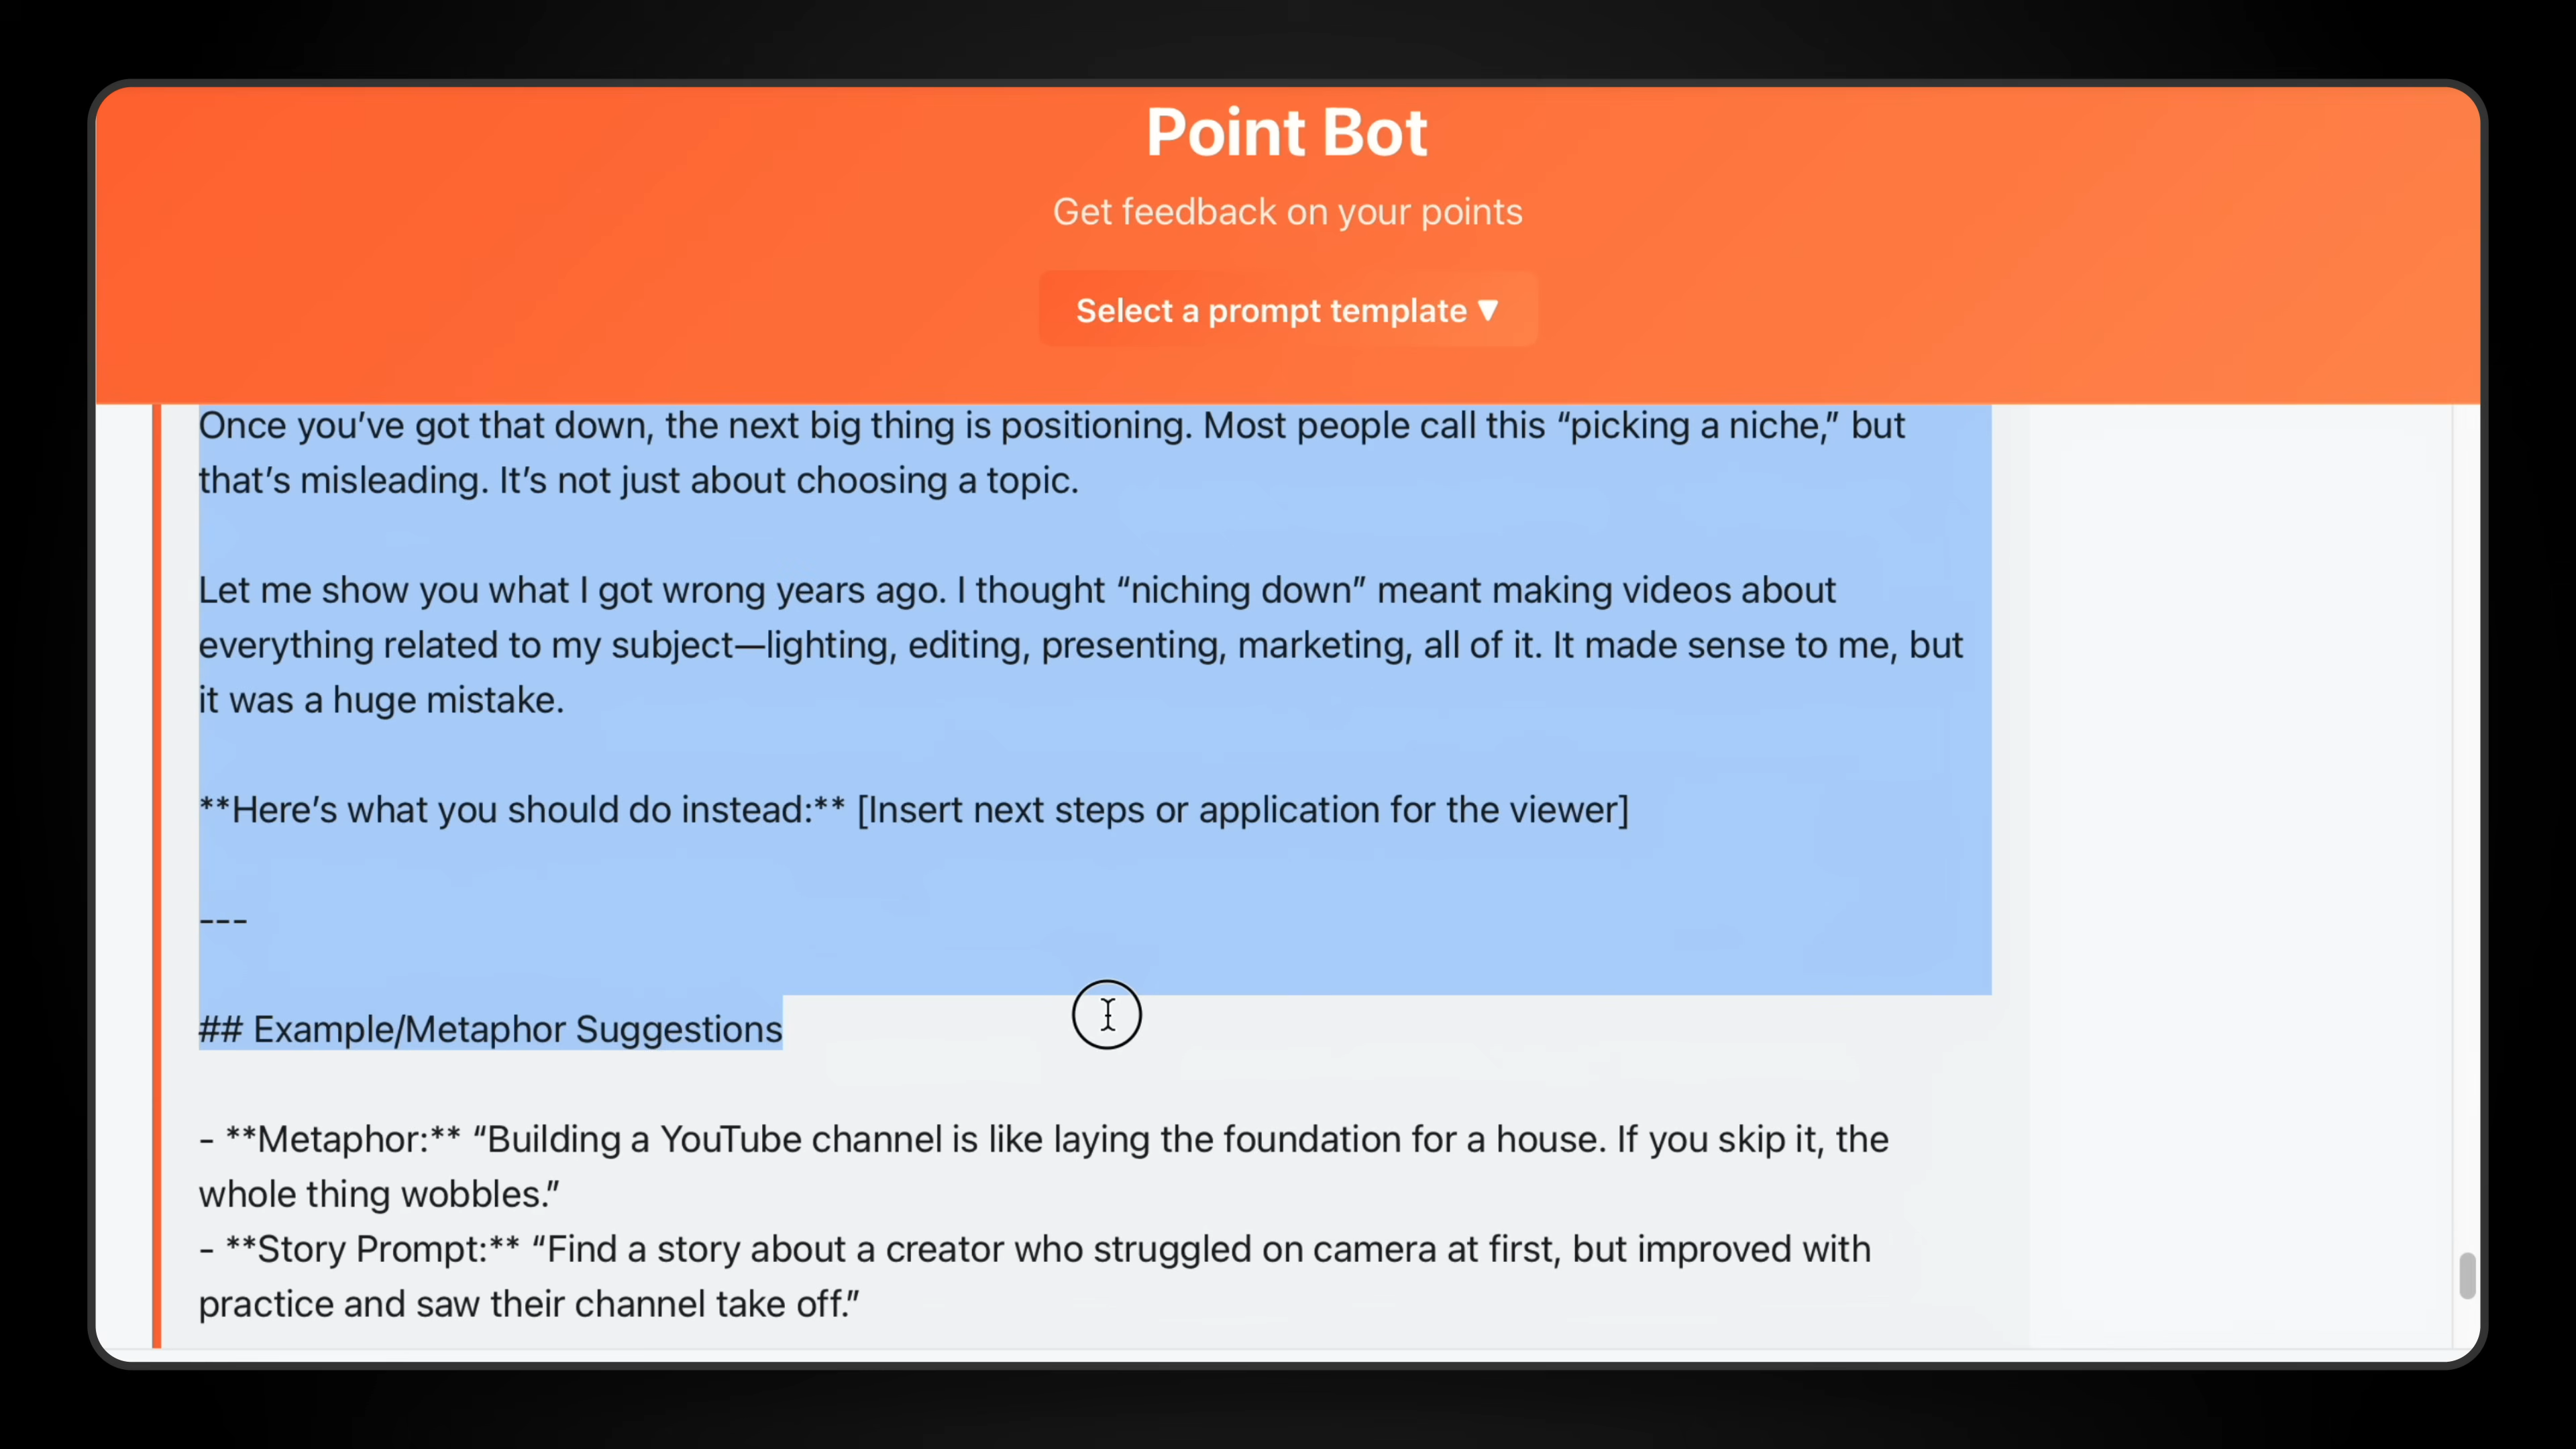 Point Bot
Get feedback on your points
Select a prompt template ▼
Once you’ve got that down, the next big thing is positioning. Most people call this “picking a niche,” but
that’s misleading. It’s not just about choosing a topic.
Let me show you what I got wrong years ago. I thought “niching down” meant making videos about
everything related to my subject—lighting, editing, presenting, marketing, all of it. It made sense to me, but
it was a huge mistake.
**Here’s what you should do instead:** [Insert next steps or application for the viewer]
---
## Example/Metaphor Suggestions
- **Metaphor:** “Building a YouTube channel is like laying the foundation for a house. If you skip it, the
whole thing wobbles.”
- **Story Prompt:** “Find a story about a creator who struggled on camera at first, but improved with
practice and saw their channel take off.”